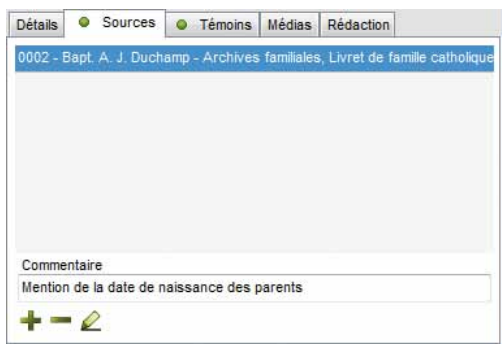 Détails Sources Témoins Médias Rédaction
0002 - Bapt. A. J. Duchamp - Archives familiales, Livret de famille catholique
Commentaire
Mention de la date de naissance des parents